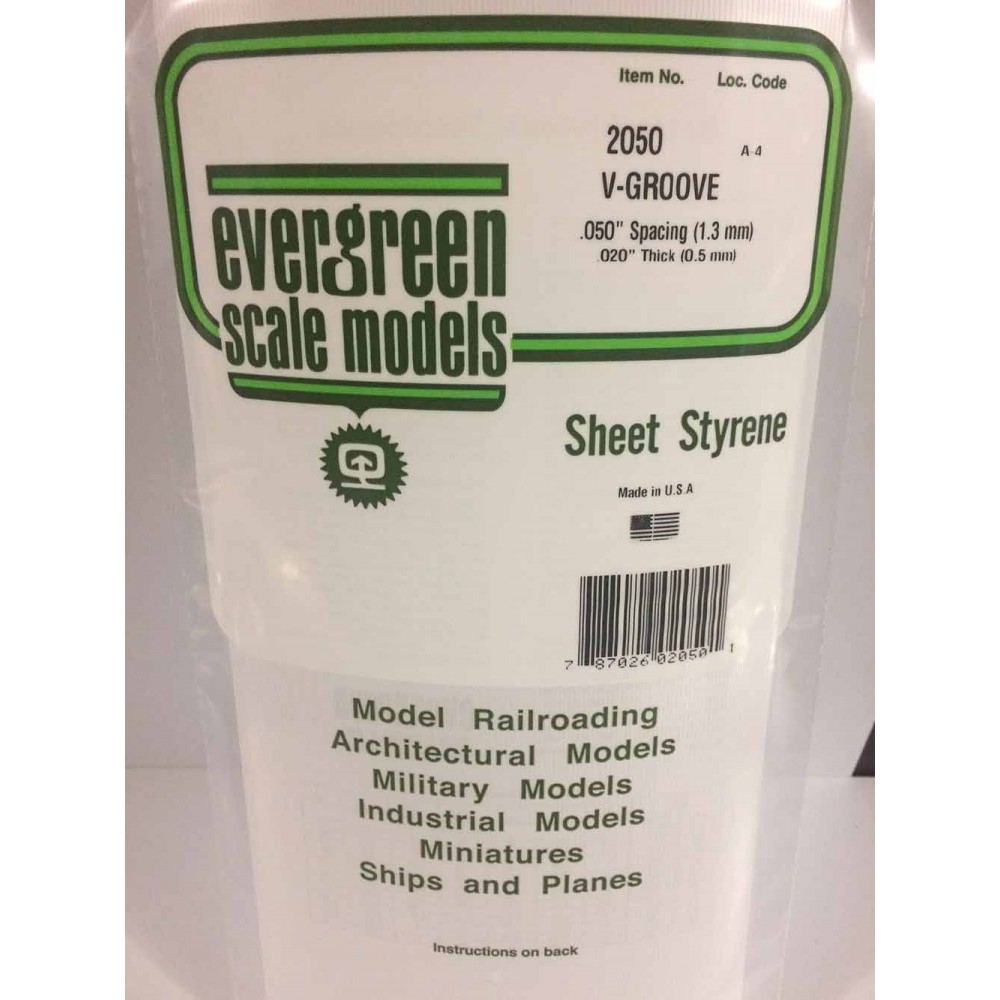 Item No. Loc. Code
2050 A-4
V-GROOVE
.050" Spacing (1.3 mm)
.020" Thick (0.5 mm)
evergreen
scale models
Sheet Styrene
Made in U.S.A
7 87026 02050 1
Model Railroading
Architectural Models
Military Models
Industrial Models
Miniatures
Ships and Planes
Instructions on back